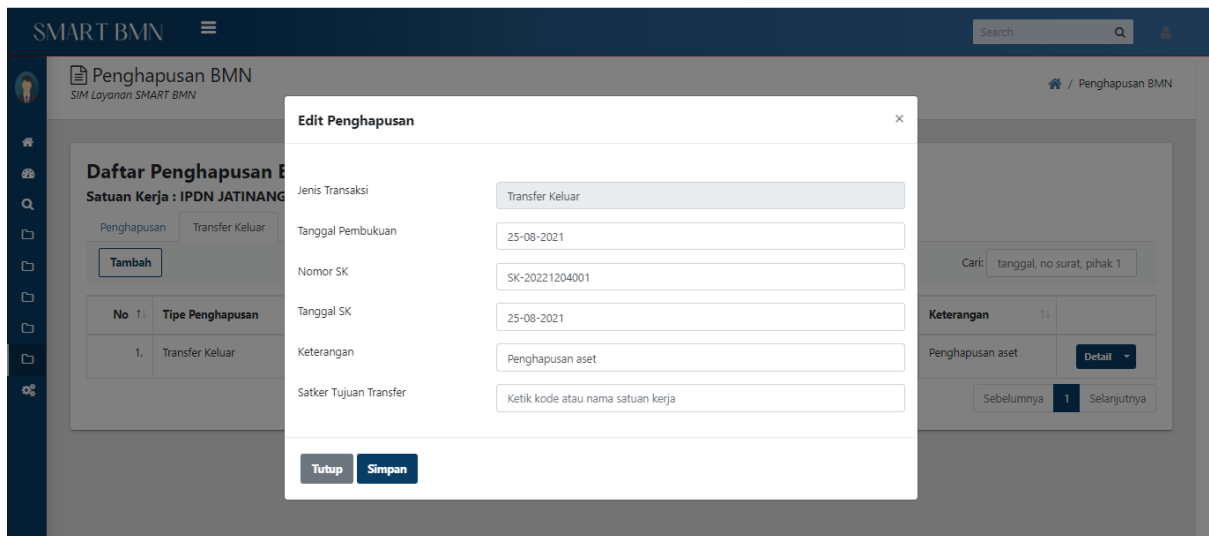 SMART BMN
Search
Penghapusan BMN
SIM Layanan SMART BMN
/ Penghapusan BMN
Edit Penghapusan
×
Daftar Penghapusan
Satuan Kerja : IPDN JATINANG
Jenis Transaksi
Transfer Keluar
Penghapusan
Transfer Keluar
Tanggal Pembukuan
25-08-2021
Tambah
Cari:
tanggal, no surat, pihak 1
Nomor SK
SK-20221204001
Tanggal SK
25-08-2021
No
Tipe Penghapusan
Keterangan
Keterangan
Penghapusan aset
1.
Transfer Keluar
Penghapusan aset
Detail
Satker Tujuan Transfer
Ketik kode atau nama satuan kerja
Sebelumnya
1
Selanjutnya
Tutup
Simpan